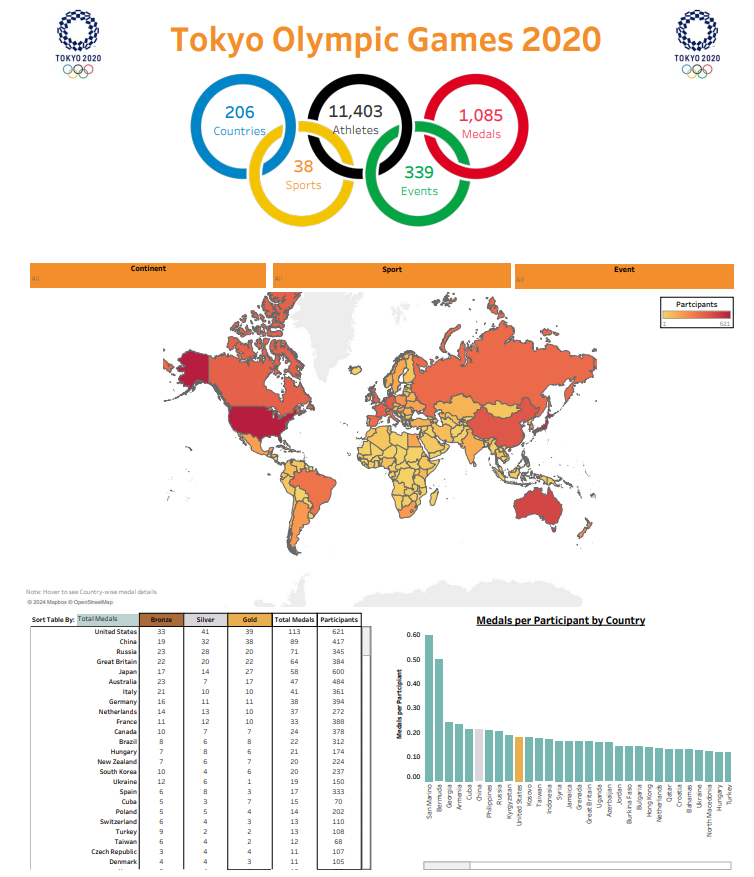 TOKYO 2020
Tokyo Olympic Games 2020
TOKYO 2020
206
Countries
11,403
Athletes
1,085
Medals
38
Sports
339
Events
Continent
All
Sport
All
Event
All
Partcipants
1 621
Note: Hover to see Country-wise medal details
© 2024 Mapbox © OpenStreetMap
Sort Table By: Total Medals Bronze Silver Gold Total Medals Participants
United States 33 41 39 113 621
China 19 32 38 89 417
Russia 23 28 20 71 345
Great Britain 22 20 22 64 384
Japan 17 14 27 58 600
Australia 23 7 17 47 484
Italy 21 10 10 41 361
Germany 16 11 11 38 394
Netherlands 14 13 10 37 272
France 11 12 10 33 388
Canada 10 7 7 24 378
Brazil 8 6 8 22 312
Hungary 7 8 6 21 174
New Zealand 7 6 7 20 224
South Korea 10 4 6 20 237
Ukraine 12 6 1 19 150
Spain 6 8 3 17 333
Cuba 5 3 7 15 70
Poland 5 5 4 14 202
Switzerland 6 4 3 13 110
Turkey 9 2 2 13 108
Taiwan 6 4 2 12 68
Czech Republic 3 4 4 11 107
Denmark 4 4 3 11 105
Medals per Participant by Country
Medals per Participant
0.60
0.50
0.40
0.30
0.20
0.10
0.00
San Marino
Bermuda
Georgia
Armenia
Cuba
China
Philippines
Russia
Kyrgyzstan
United States
Kosovo
Taiwan
Indonesia
Syria
Jamaica
Grenada
Great Britain
Uganda
Azerbaijan
Jordan
Burkina Faso
Bulgaria
Hong Kong
Netherlands
Qatar
Croatia
Bahamas
Ukraine
North Macedonia
Hungary
Turkey